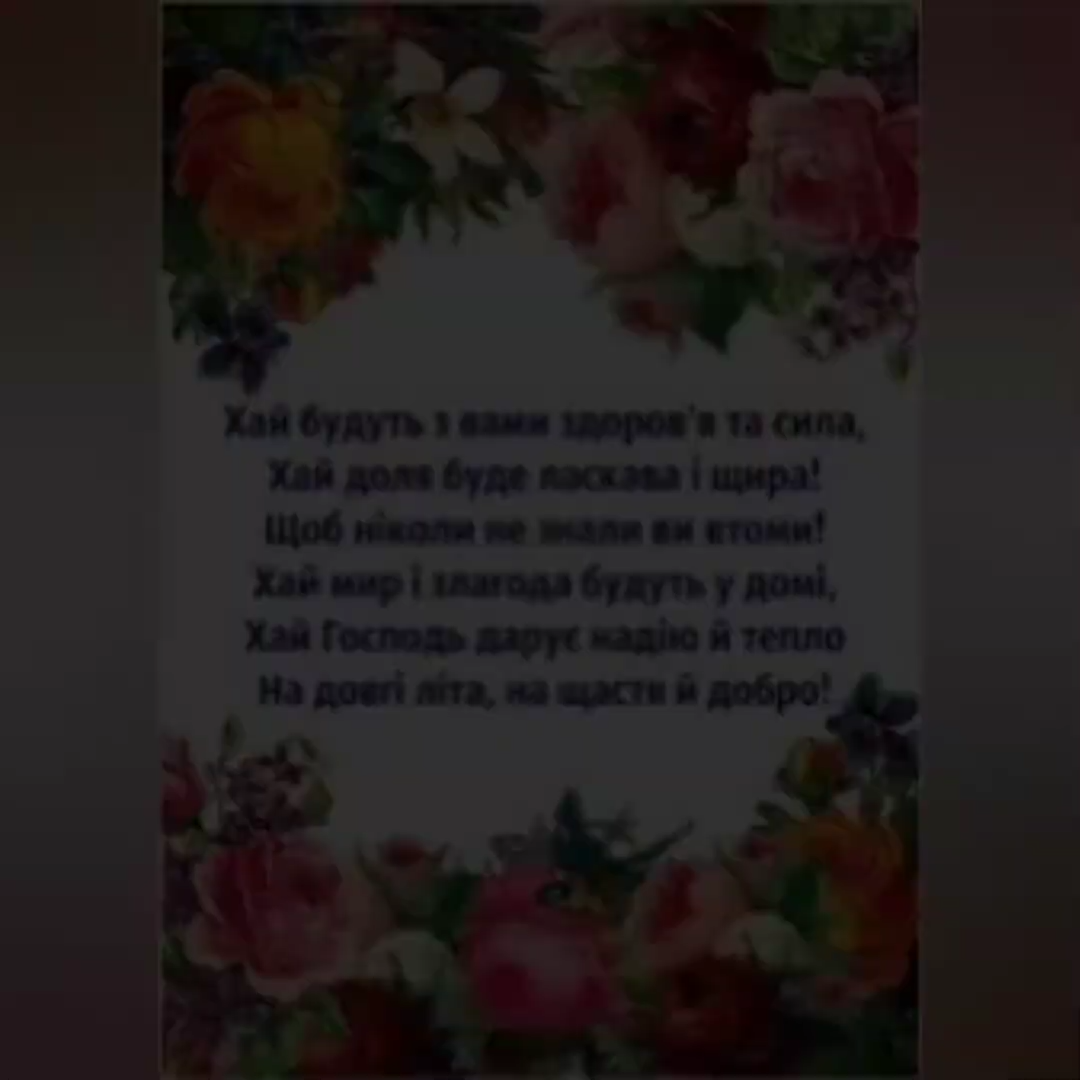 Хай будуть з вами здоров'я та сила,
Хай доля буде ласкава і щира!
Щоб ніколи не знали ви втоми!
Хай мир і злагода будуть у домі,
Хай Господь дарує надію й тепло
На довгі літа, на щастя й добро!